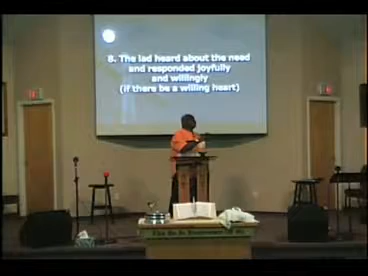 8. The lad heard about the need
and responded joyfully
and willingly
(if there be a willing heart)